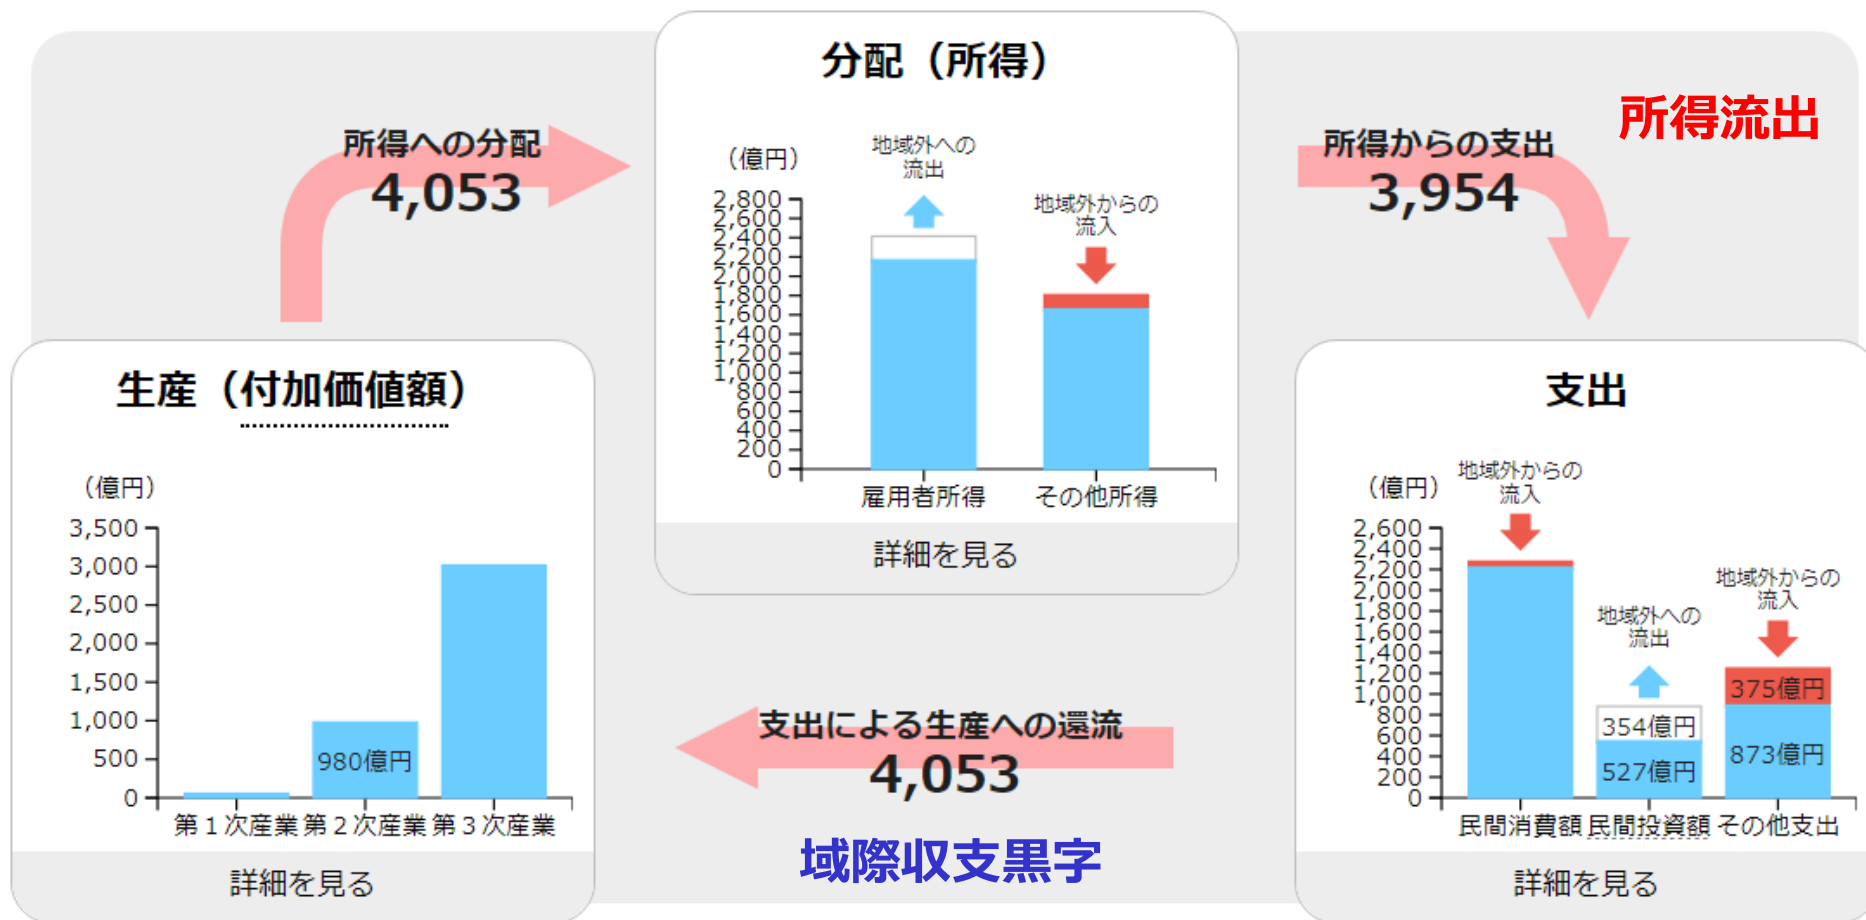 分配（所得）
所得への分配
4,053
（億円）
地域外への
流出
地域外からの
流入
2,800
2,600
2,400
2,200
2,000
1,800
1,600
1,400
1,200
1,000
800
600
400
200
0
雇用者所得 その他所得
詳細を見る
所得からの支出
3,954
所得流出
生産（付加価値額）
（億円）
3,500
3,000
2,500
2,000
1,500
1,000
500
0
980億円
第１次産業 第２次産業 第３次産業
詳細を見る
支出による生産への還流
4,053
域際収支黒字
支出
（億円）
地域外からの
流入
地域外への
流出
地域外からの
流入
2,600
2,400
2,200
2,000
1,800
1,600
1,400
1,200
1,000
800
600
400
200
0
354億円
527億円
375億円
873億円
民間消費額 民間投資額 その他支出
詳細を見る